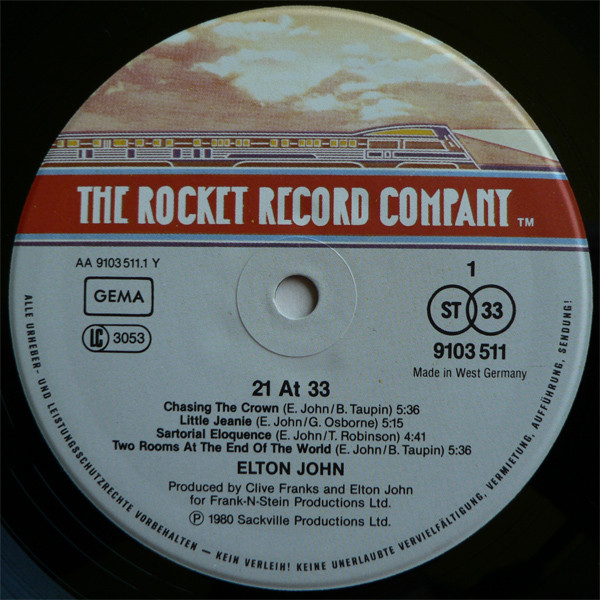 THE ROCKET RECORD COMPANY TM
AA 9103 511.1 Y
GEMA
LC 3053
1
ST 33
9103 511
Made in West Germany
21 At 33
Chasing The Crown (E. John/B. Taupin) 5:36
Little Jeanie (E. John/G. Osborne) 5:15
Sartorial Eloquence (E. John/T. Robinson) 4:41
Two Rooms At The End Of The World (E. John/B. Taupin) 5:36
ELTON JOHN
Produced by Clive Franks and Elton John
for Frank-N-Stein Productions Ltd.
Ⓟ 1980 Sackville Productions Ltd.
ALLE URHEBER- UND LEISTUNGSSCHUTZRECHTE VORBEHALTEN – KEIN VERLEIH! KEINE UNERLAUBTE VERVIELFÄLTIGUNG, VERMIETUNG, AUFFÜHRUNG, SENDUNG!